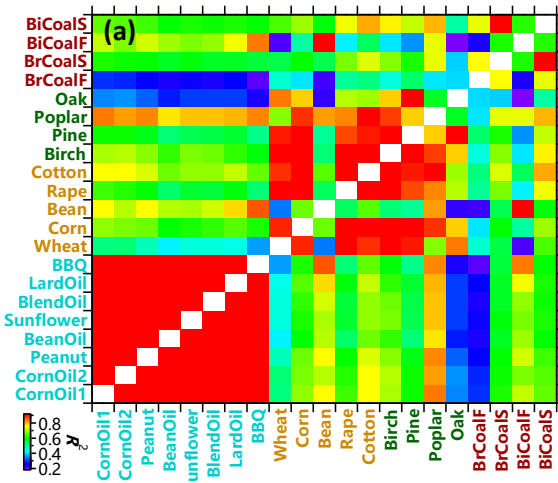 (a)
BiCoalS
BiCoalF
BrCoalS
BrCoalF
Oak
Poplar
Pine
Birch
Cotton
Rape
Bean
Corn
Wheat
BBQ
LardOil
BlendOil
Sunflower
BeanOil
Peanut
CornOil2
CornOil1
CornOil1
CornOil2
Peanut
BeanOil
unflower
BlendOil
LardOil
BBQ
Wheat
Corn
Bean
Rape
Cotton
Birch
Pine
Poplar
Oak
BrCoalF
BrCoalS
BiCoalF
BiCoalS
0.8
0.6
0.4
0.2
R²